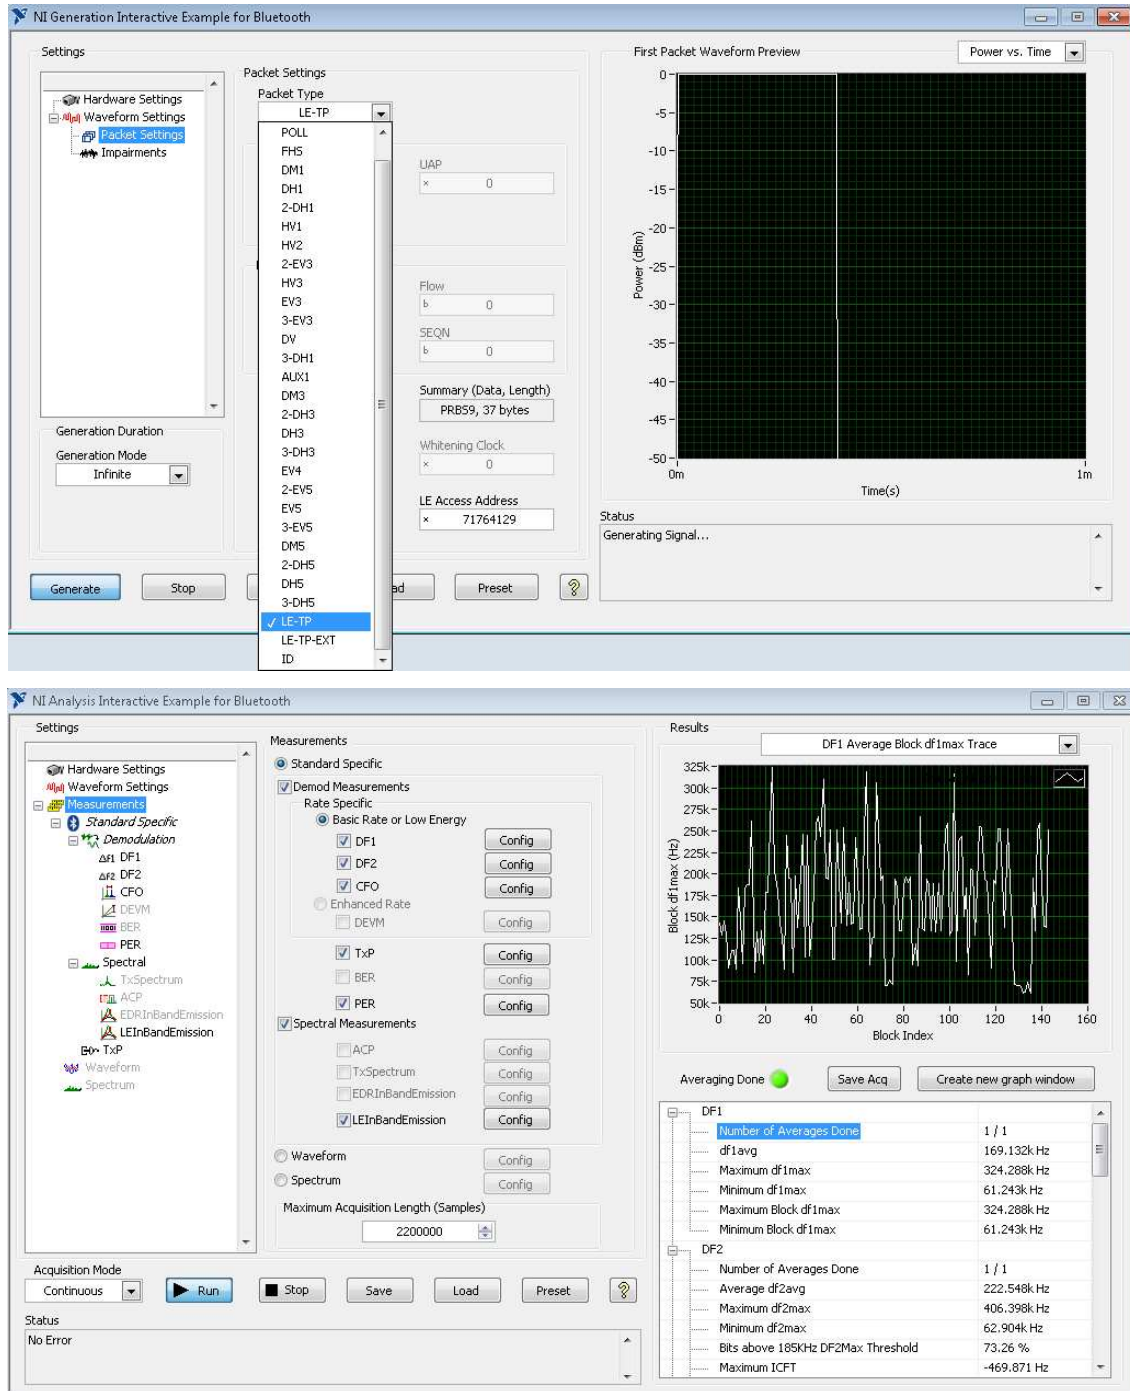 NI Generation Interactive Example for Bluetooth
Settings
Hardware Settings
Waveform Settings
Packet Settings
Impairments
Generation Duration
Generation Mode
Infinite
Packet Settings
Packet Type
LE-TP
POLL
FHS
DM1
DH1
2-DH1
HV1
HV2
2-EV3
HV3
EV3
3-EV3
DV
3-DH1
AUX1
DM3
2-DH3
DH3
3-DH3
EV4
2-EV5
EV5
3-EV5
DM5
2-DH5
DH5
3-DH5
✓ LE-TP
LE-TP-EXT
ID
UAP
x 0
Flow
b 0
SEQN
b 0
Summary (Data, Length)
PRBS9, 37 bytes
Whitening Clock
x 0
LE Access Address
x 71764129
Generate
Stop
ad
Preset
?
First Packet Waveform Preview
Power vs. Time
Power (dBm)
0
-5
-10
-15
-20
-25
-30
-35
-40
-45
-50
0m
1m
Time(s)
Status
Generating Signal...
NI Analysis Interactive Example for Bluetooth
Settings
Hardware Settings
Waveform Settings
Measurements
Standard Specific
Demodulation
ΔF1 DF1
ΔF2 DF2
CFO
DEVM
BER
PER
Spectral
TxSpectrum
ACP
EDRInBandEmission
LEInBandEmission
TxP
Waveform
Spectrum
Measurements
Standard Specific
Demod Measurements
Rate Specific
Basic Rate or Low Energy
DF1 Config
DF2 Config
CFO Config
Enhanced Rate
DEVM Config
TxP Config
BER Config
PER Config
Spectral Measurements
ACP Config
TxSpectrum Config
EDRInBandEmission Config
LEInBandEmission Config
Waveform Config
Spectrum Config
Maximum Acquisition Length (Samples)
2200000
Acquisition Mode
Continuous
Run
Stop
Save
Load
Preset
?
Status
No Error
Results
DF1 Average Block df1max Trace
Block df1max (Hz)
325k
300k
275k
250k
225k
200k
175k
150k
125k
100k
75k
50k
0 20 40 60 80 100 120 140 160
Block Index
Averaging Done
Save Acq
Create new graph window
DF1
Number of Averages Done 1 / 1
df1avg 169.132k Hz
Maximum df1max 324.288k Hz
Minimum df1max 61.243k Hz
Maximum Block df1max 324.288k Hz
Minimum Block df1max 61.243k Hz
DF2
Number of Averages Done 1 / 1
Average df2avg 222.548k Hz
Maximum df2max 406.398k Hz
Minimum df2max 62.904k Hz
Bits above 185KHz DF2Max Threshold 73.26 %
Maximum ICFT -469.871 Hz